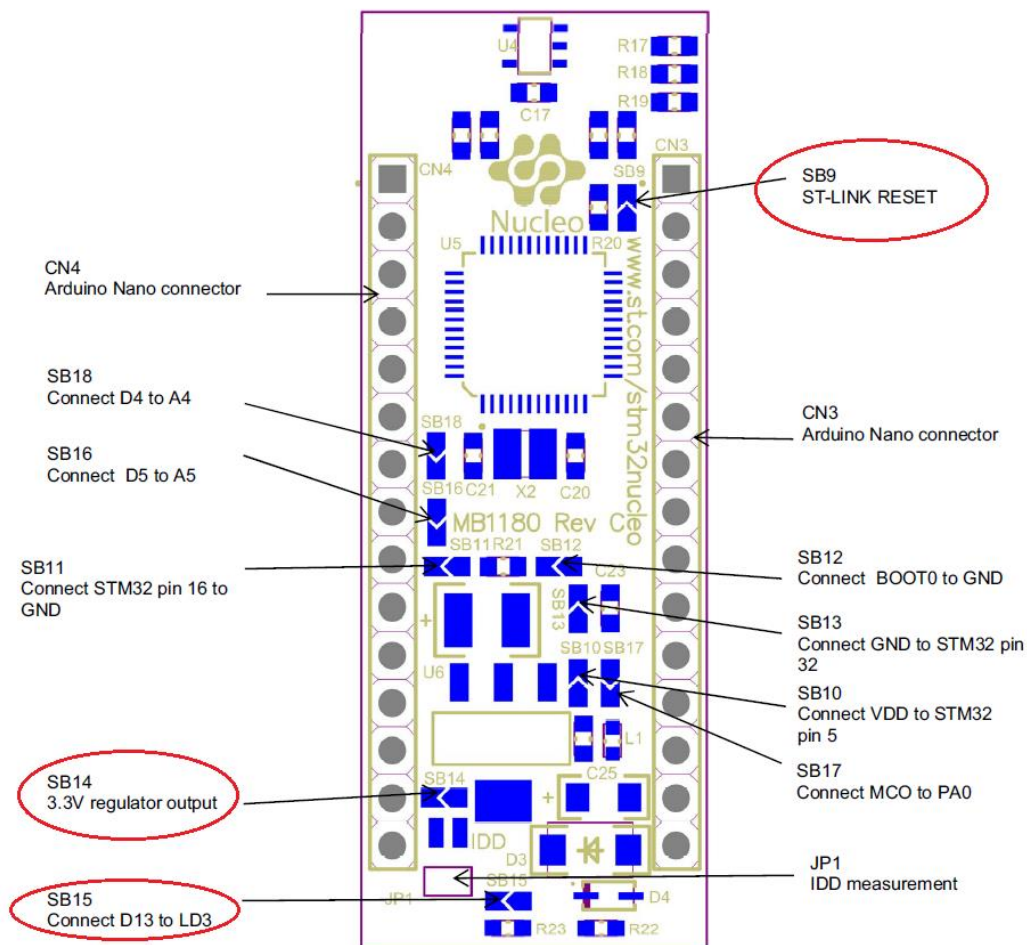 U4
R17
R18
R19
C17
CN4
CN3
SB9
SB9
ST-LINK RESET
Nucleo
U5
R20
www.st.com/stm32nucleo
CN4
Arduino Nano connector
SB18
Connect D4 to A4
SB18
CN3
Arduino Nano connector
SB16
Connect D5 to A5
SB16
C21
X2
C20
MB1180 Rev C
SB11
R21
SB12
SB11
Connect STM32 pin 16 to
GND
SB12
Connect BOOT0 to GND
C23
SB13
SB13
Connect GND to STM32 pin
32
+
SB10
SB17
U6
SB10
Connect VDD to STM32
pin 5
L1
SB17
Connect MCO to PA0
SB14
3.3V regulator output
SB14
C25
+
IDD
D3
JP1
IDD measurement
JP1
SB15
SB15
Connect D13 to LD3
D4
R23
R22